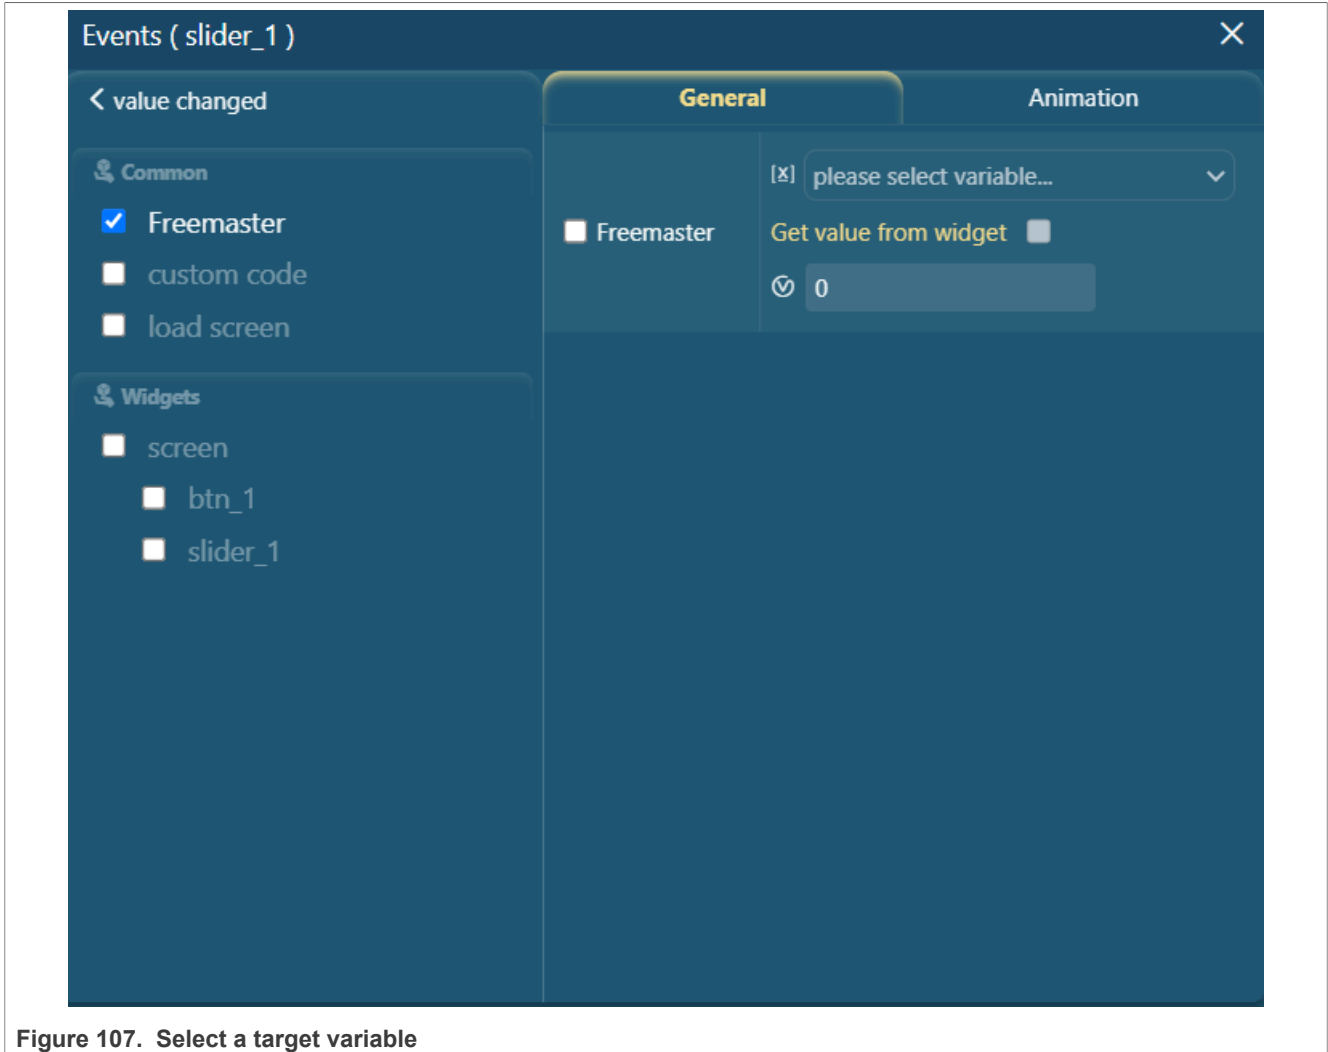 Events ( slider_1 )
value changed
General
Animation
Common
Freemaster
custom code
load screen
Widgets
screen
btn_1
slider_1
Freemaster
[x] please select variable...
Get value from widget
0
Figure 107. Select a target variable